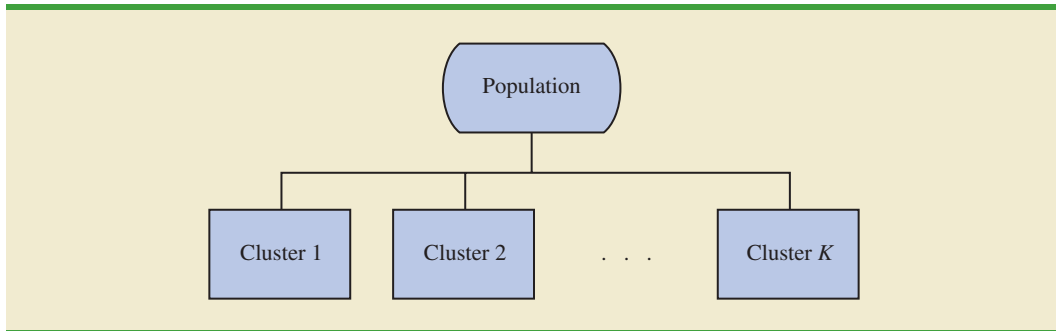 Population
Cluster 1
Cluster 2
. . .
Cluster K